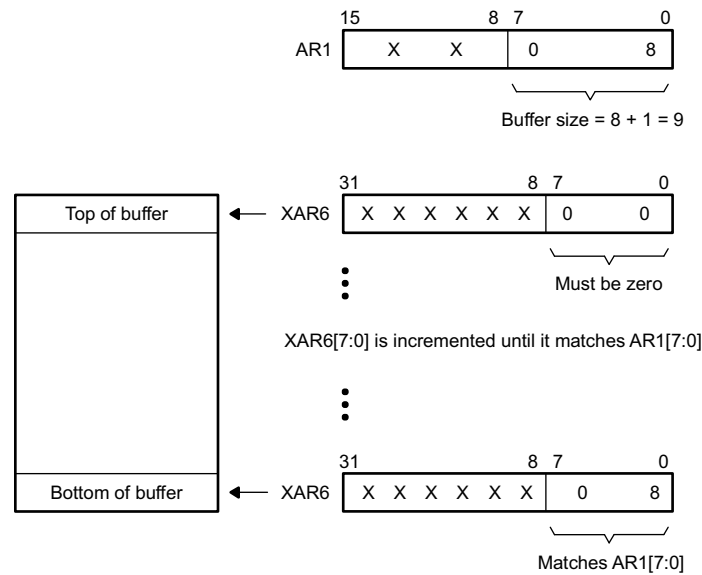 15 8 7 0
AR1 X X 0 8
Buffer size = 8 + 1 = 9
31 8 7 0
Top of buffer XAR6 X X X X X X 0 0
Must be zero
XAR6[7:0] is incremented until it matches AR1[7:0]
31 8 7 0
Bottom of buffer XAR6 X X X X X X 0 8
Matches AR1[7:0]